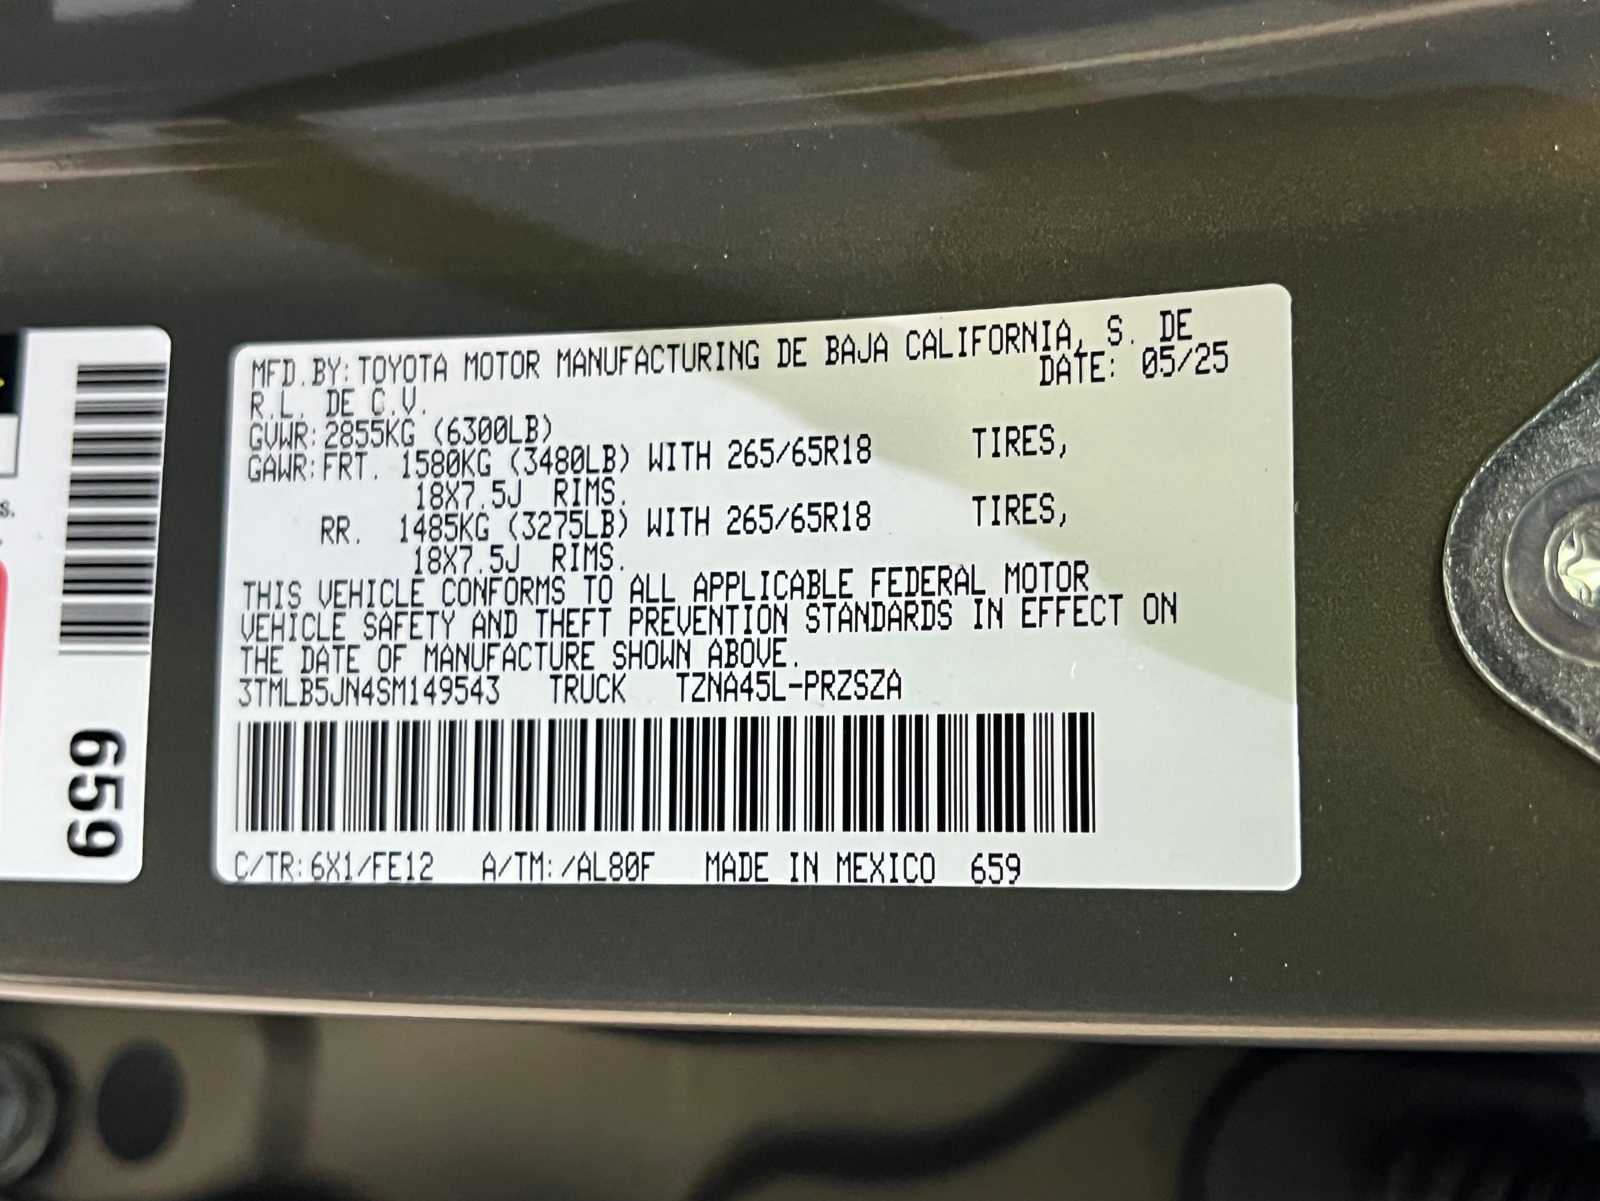 MFD.BY:TOYOTA MOTOR MANUFACTURING DE BAJA CALIFORNIA, S. DE
R.L. DE C.V. DATE: 05/25
GVWR:2855KG (6300LB)
GAWR:FRT. 1580KG (3480LB) WITH 265/65R18 TIRES,
18X7.5J RIMS.
RR. 1485KG (3275LB) WITH 265/65R18 TIRES,
18X7.5J RIMS.
THIS VEHICLE CONFORMS TO ALL APPLICABLE FEDERAL MOTOR
VEHICLE SAFETY AND THEFT PREVENTION STANDARDS IN EFFECT ON
THE DATE OF MANUFACTURE SHOWN ABOVE.
3TMLB5JN4SM149543 TRUCK TZNA45L-PRZSZA
C/TR:6X1/FE12 A/TM:/AL80F MADE IN MEXICO 659
659